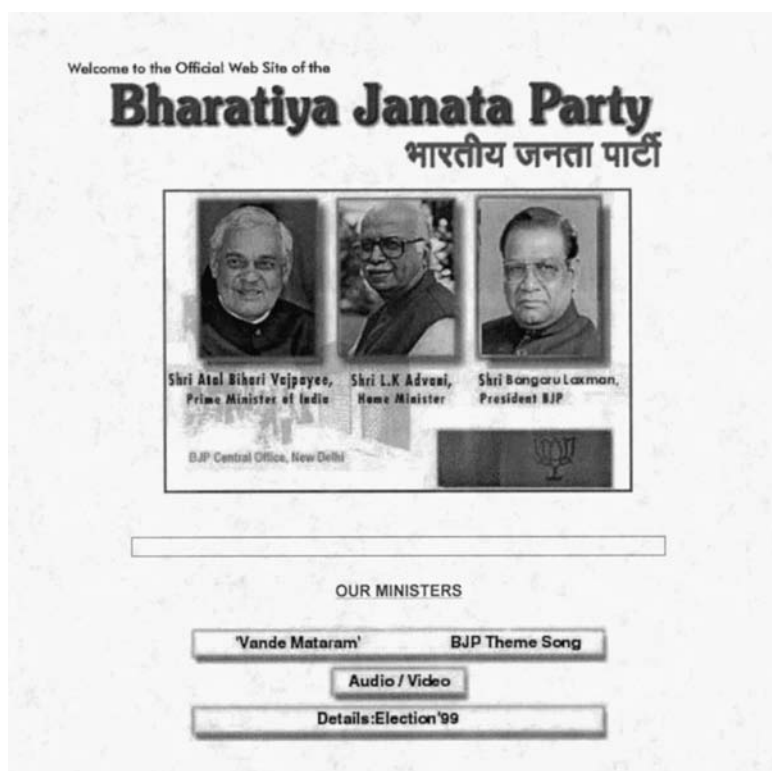 Welcome to the Official Web Site of the
Bharatiya Janata Party
भारतीय जनता पार्टी
Shri Atal Bihari Vajpayee, Shri L.K Advani, Shri Bangaru Laxman,
Prime Minister of India Home Minister President BJP
BJP Central Office, New Delhi
OUR MINISTERS
'Vande Mataram' BJP Theme Song
Audio / Video
Details:Election'99